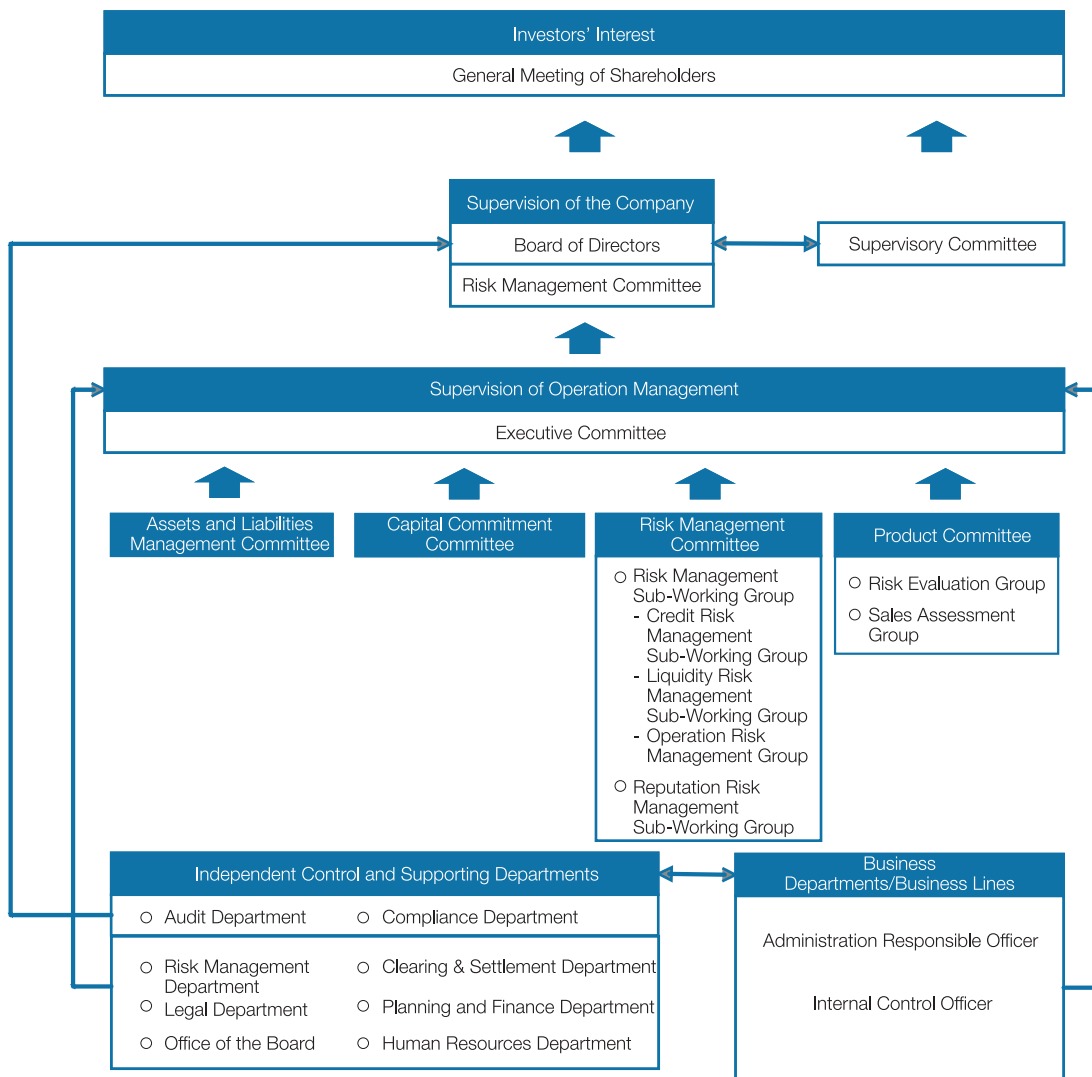 Investors’ Interest
General Meeting of Shareholders
Supervision of the Company
Board of Directors
Risk Management Committee
Supervisory Committee
Supervision of Operation Management
Executive Committee
Assets and Liabilities
Management Committee
Capital Commitment
Committee
Risk Management
Committee
○ Risk Management
Sub-Working Group
- Credit Risk
Management
Sub-Working Group
- Liquidity Risk
Management
Sub-Working Group
- Operation Risk
Management Group
○ Reputation Risk
Management
Sub-Working Group
Product Committee
○ Risk Evaluation Group
○ Sales Assessment
Group
Independent Control and Supporting Departments
○ Audit Department
○ Compliance Department
○ Risk Management
Department
○ Clearing & Settlement Department
○ Legal Department
○ Planning and Finance Department
○ Office of the Board
○ Human Resources Department
Business
Departments/Business Lines
Administration Responsible Officer
Internal Control Officer